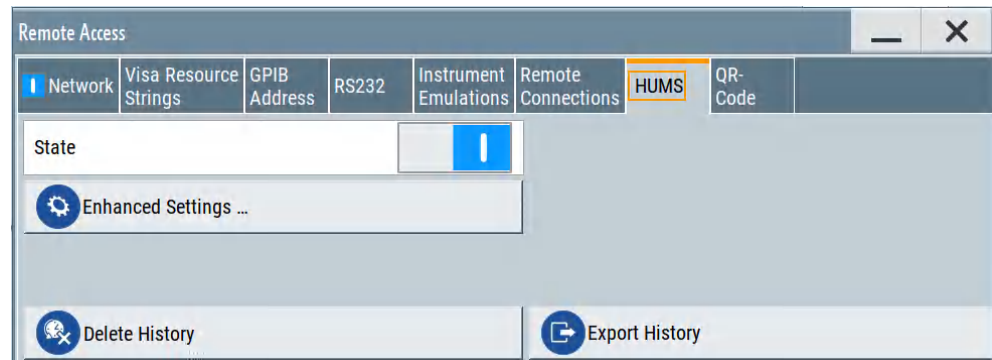 Remote Access
Network
Visa Resource
Strings
GPIB
Address
RS232
Instrument
Emulations
Remote
Connections
HUMS
QR-
Code
State
Enhanced Settings ...
Delete History
Export History